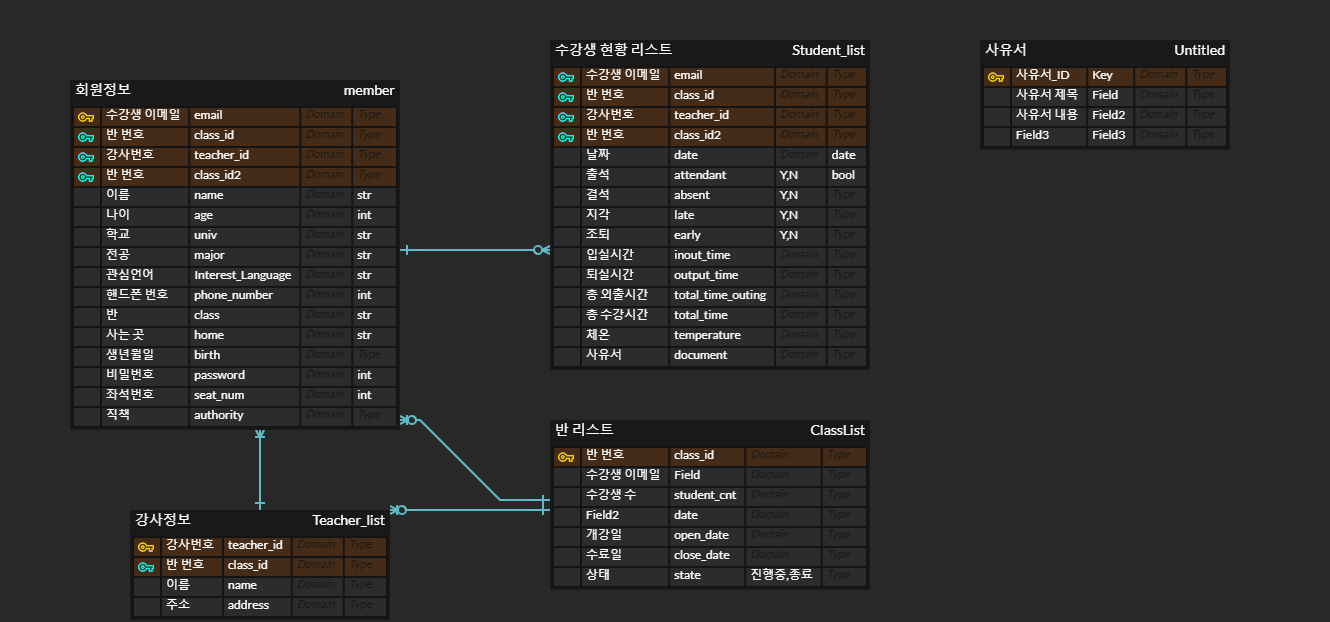 회원정보 member
수강생 이메일 email Domain Type
반 번호 class_id Domain Type
강사번호 teacher_id Domain Type
반 번호 class_id2 Domain Type
이름 name Domain str
나이 age Domain int
학교 univ Domain str
전공 major Domain str
관심언어 Interest_Language Domain str
핸드폰 번호 phone_number Domain int
반 class Domain str
사는 곳 home Domain str
생년월일 birth Domain Type
비밀번호 password Domain int
좌석번호 seat_num Domain int
직책 authority Domain Type
수강생 현황 리스트 Student_list
수강생 이메일 email Domain Type
반 번호 class_id Domain Type
강사번호 teacher_id Domain Type
반 번호 class_id2 Domain Type
날짜 date Domain date
출석 attendant Y,N bool
결석 absent Y,N Type
지각 late Y,N Type
조퇴 early Y,N Type
입실시간 inout_time Domain Type
퇴실시간 output_time Domain Type
총 외출시간 total_time_outing Domain Type
총 수강시간 total_time Domain Type
체온 temperature Domain Type
사유서 document Domain Type
사유서 Untitled
사유서_ID Key Domain Type
사유서 제목 Field Domain Type
사유서 내용 Field2 Domain Type
Field3 Field3 Domain Type
강사정보 Teacher_list
강사번호 teacher_id Domain Type
반 번호 class_id Domain Type
이름 name Domain Type
주소 address Domain Type
반 리스트 ClassList
반 번호 class_id Domain Type
수강생 이메일 Field Domain Type
수강생 수 student_cnt Domain Type
Field2 date Domain Type
개강일 open_date Domain Type
수료일 close_date Domain Type
상태 state 진행중,종료 Type